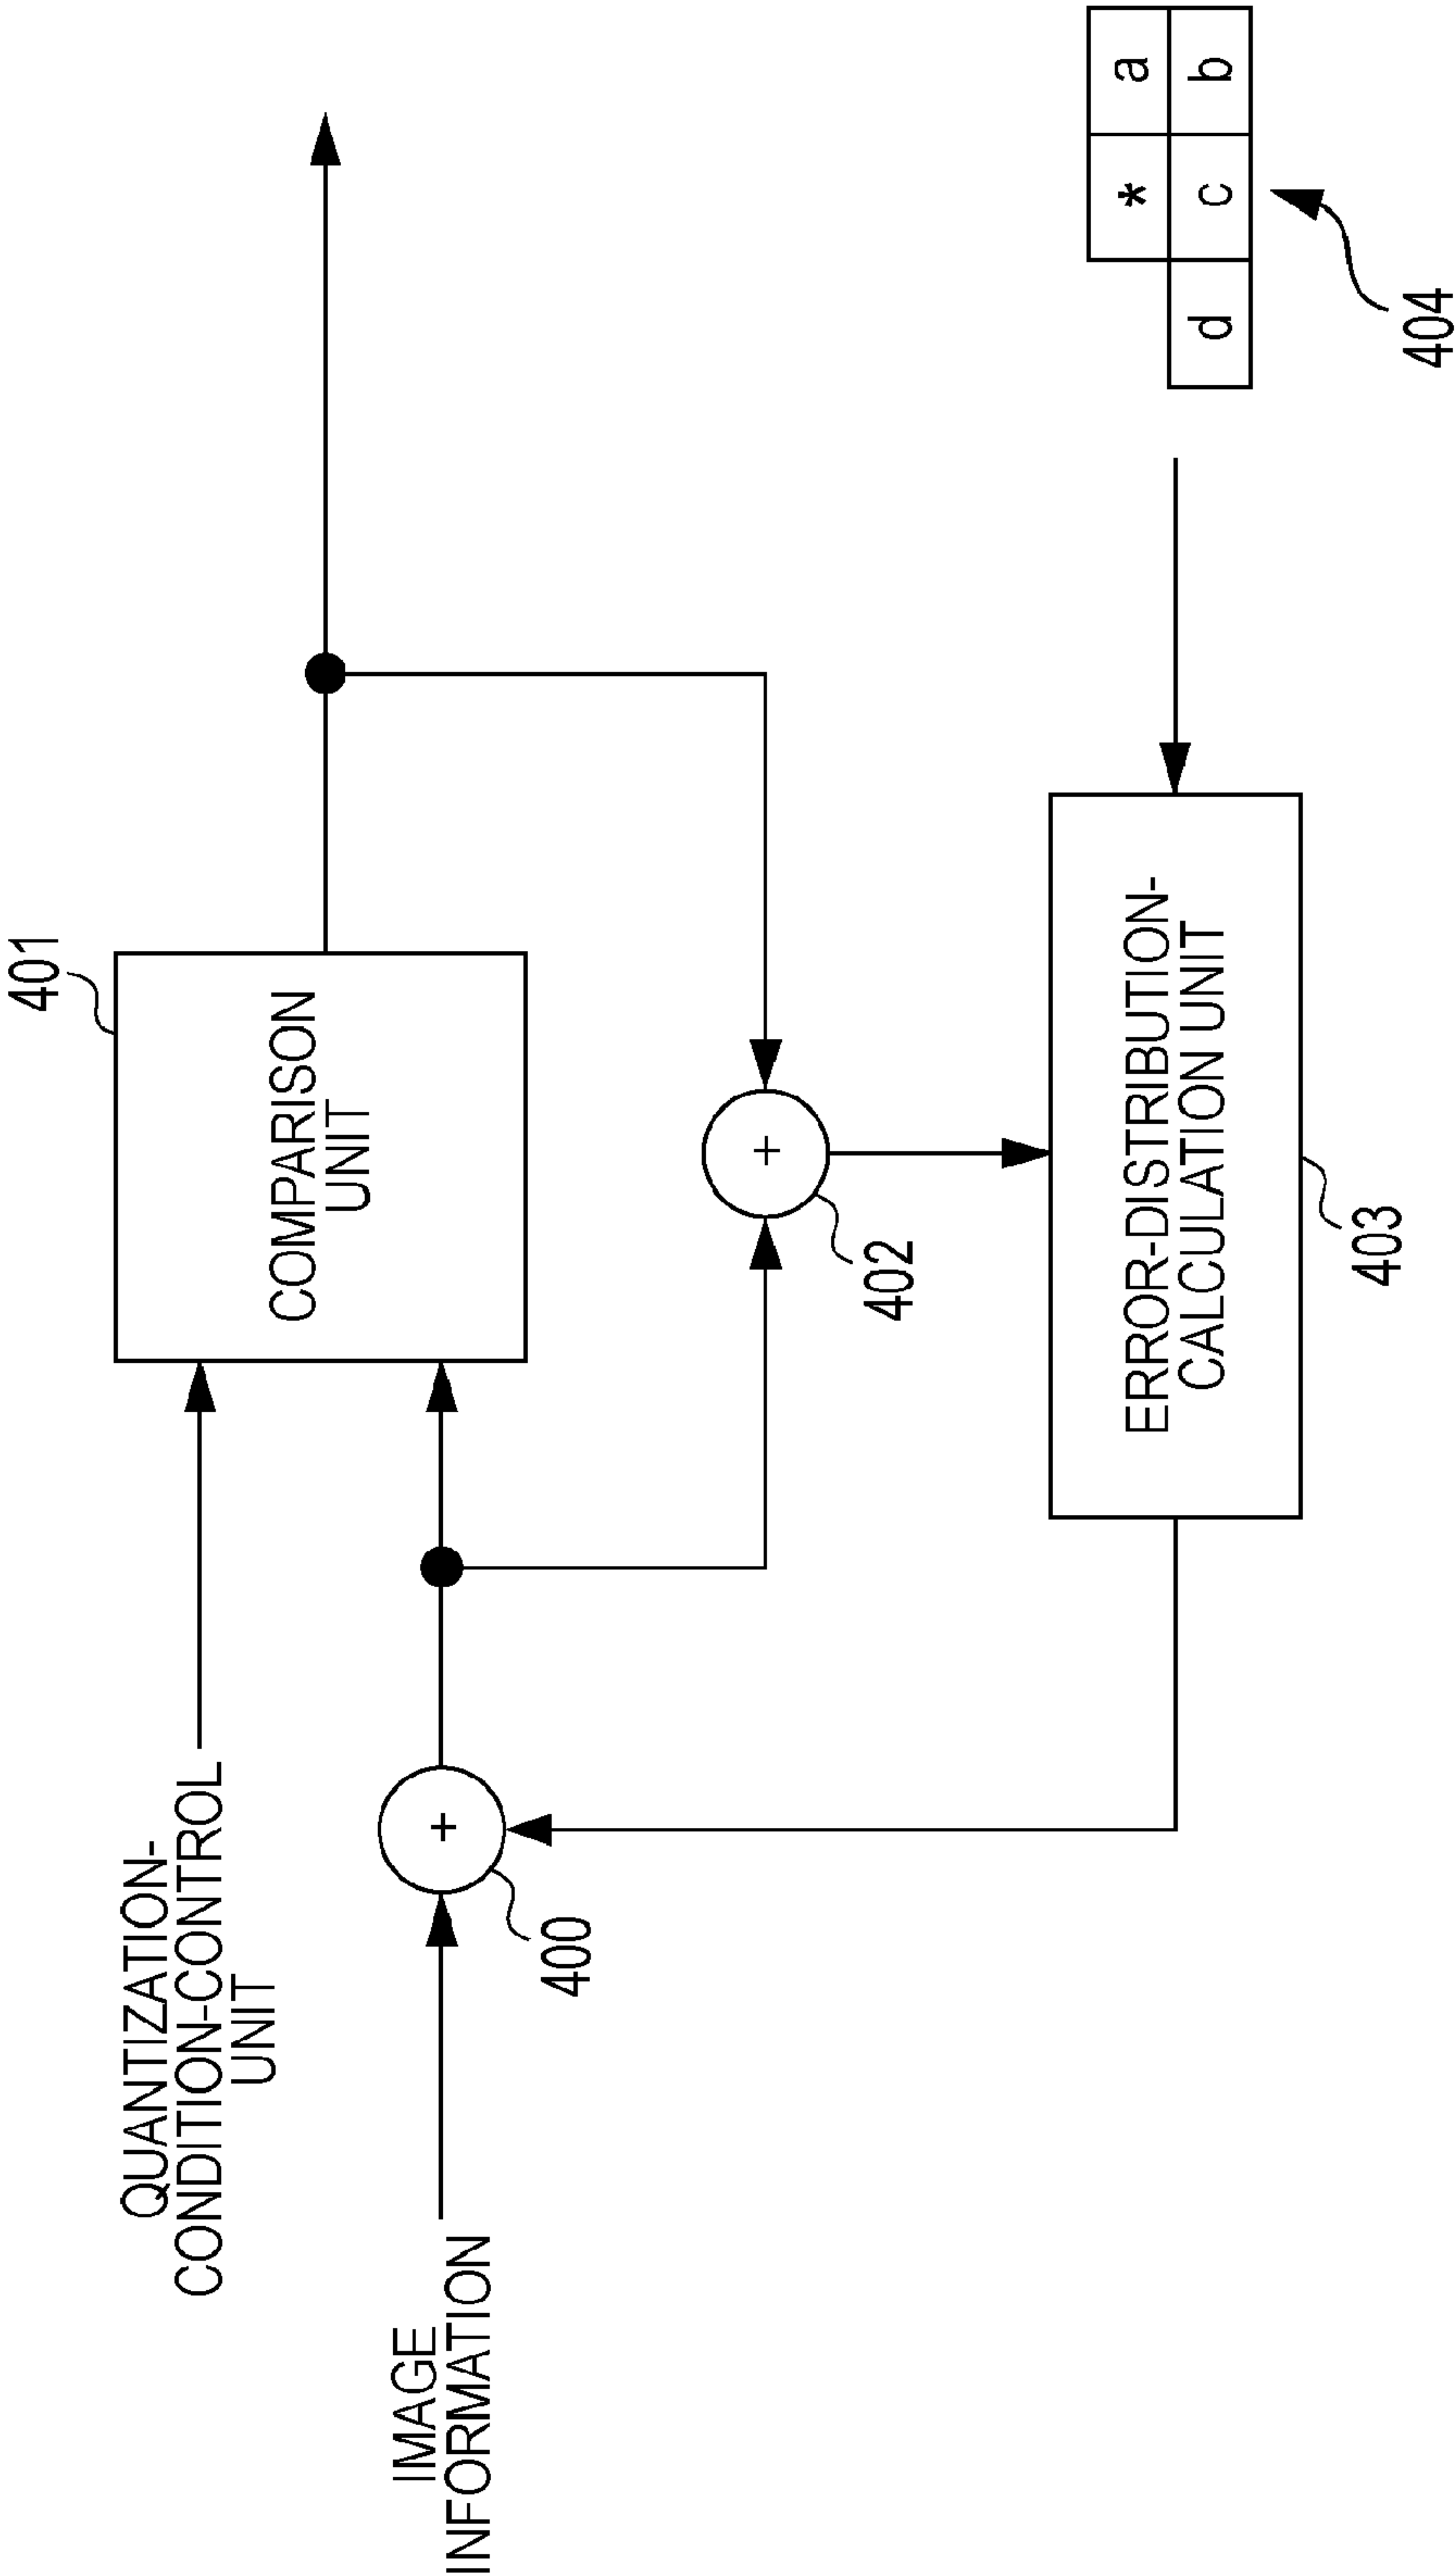 401
QUANTIZATION-
CONDITION-CONTROL
UNIT
COMPARISON
UNIT
IMAGE
INFORMATION
+
400
+
402
ERROR-DISTRIBUTION-
CALCULATION UNIT
403
* a
d c b
404